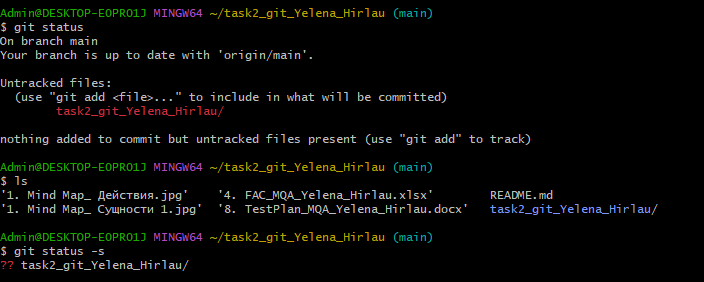 Admin@DESKTOP-EOPRO1J MINGW64 ~/task2_git_Yelena_Hirlau (main)
$ git status
On branch main
Your branch is up to date with 'origin/main'.
Untracked files:
(use "git add <file>..." to include in what will be committed)
task2_git_Yelena_Hirlau/
nothing added to commit but untracked files present (use "git add" to track)
Admin@DESKTOP-EOPRO1J MINGW64 ~/task2_git_Yelena_Hirlau (main)
$ ls
'1. Mind Map_ Действия.jpg' '4. FAC_MQA_Yelena_Hirlau.xlsx' README.md
'1. Mind Map_ Сущности 1.jpg' '8. TestPlan_MQA_Yelena_Hirlau.docx' task2_git_Yelena_Hirlau/
Admin@DESKTOP-EOPRO1J MINGW64 ~/task2_git_Yelena_Hirlau (main)
$ git status -s
?? task2_git_Yelena_Hirlau/